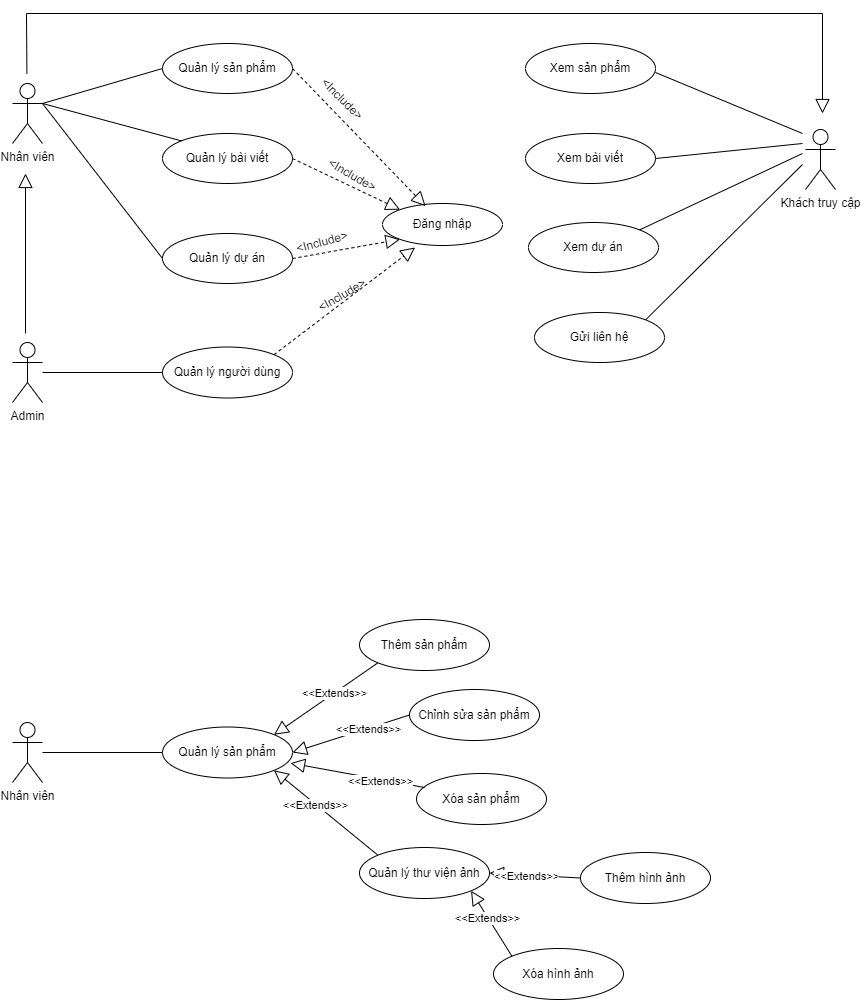 Quản lý sản phẩm
<Include>
Xem sản phẩm
Nhân viên
Quản lý bài viết
<Include>
Xem bài viết
Khách truy cập
Đăng nhập
Quản lý dự án
<Include>
Xem dự án
<Include>
Gửi liên hệ
Quản lý người dùng
Admin
Thêm sản phẩm
<<Extends>>
Chỉnh sửa sản phẩm
<<Extends>>
Quản lý sản phẩm
Nhân viên
<<Extends>>
Xóa sản phẩm
<<Extends>>
Quản lý thư viện ảnh
<<Extends>>
Thêm hình ảnh
<<Extends>>
Xóa hình ảnh